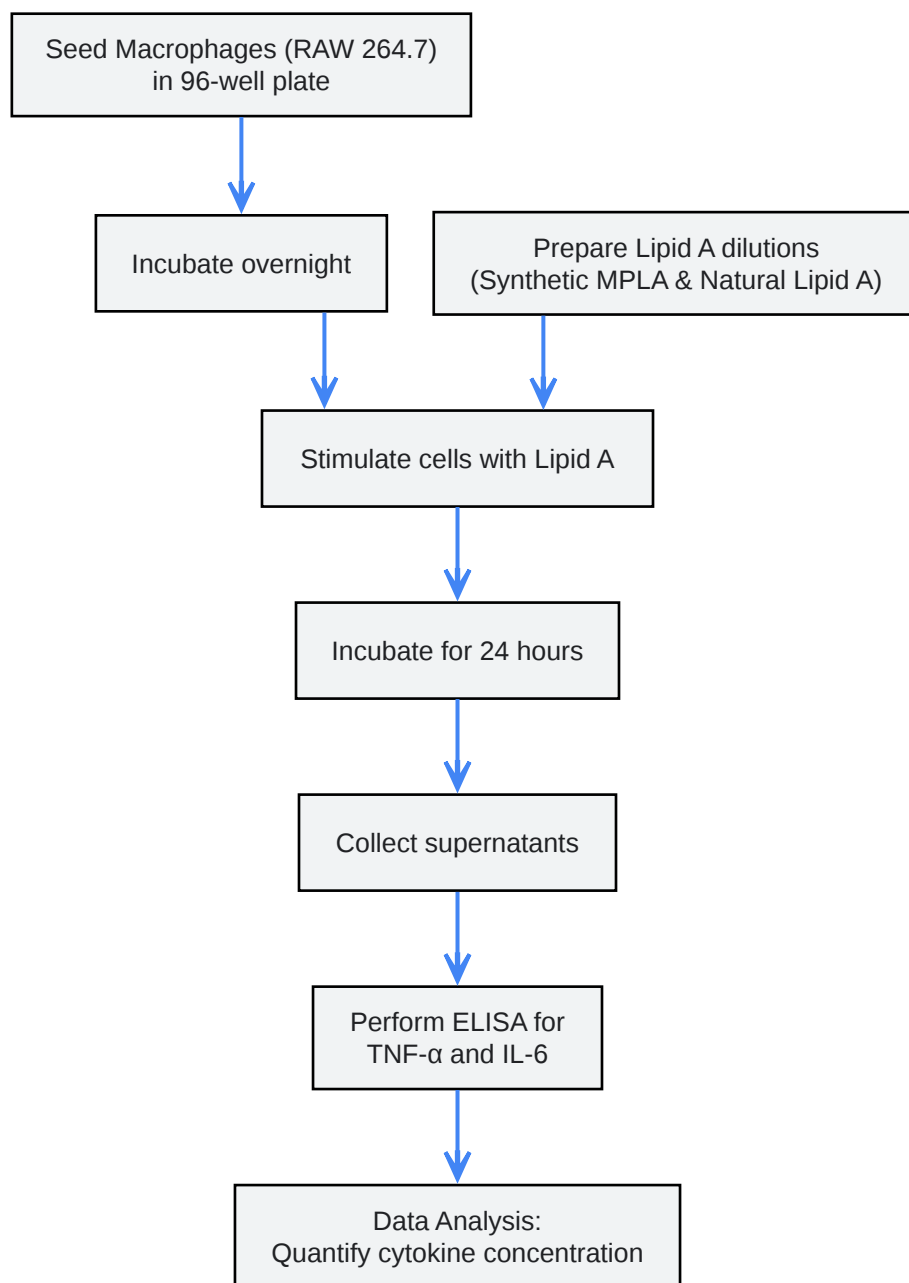 Seed Macrophages (RAW 264.7)
in 96-well plate
Incubate overnight
Prepare Lipid A dilutions
(Synthetic MPLA & Natural Lipid A)
Stimulate cells with Lipid A
Incubate for 24 hours
Collect supernatants
Perform ELISA for
TNF-α and IL-6
Data Analysis:
Quantify cytokine concentration